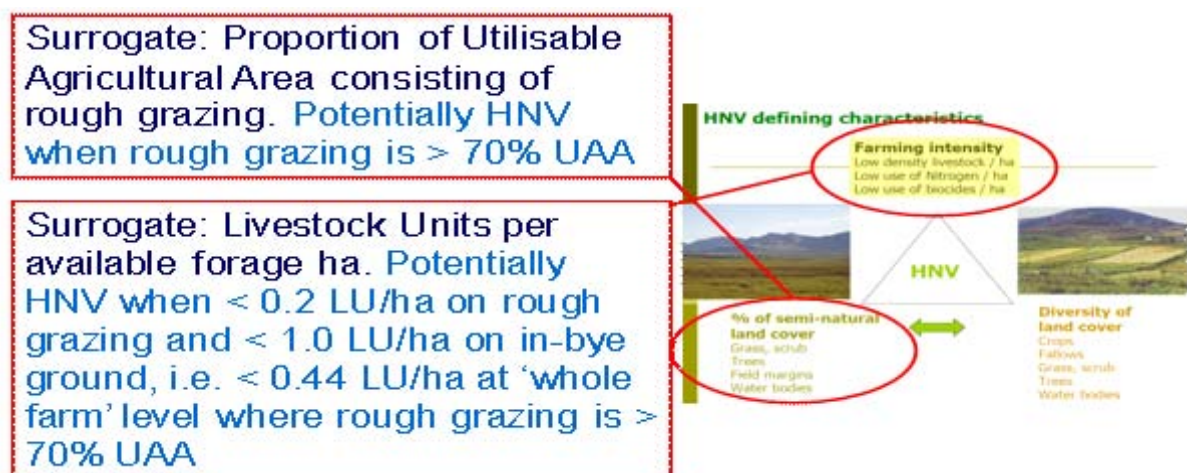 Surrogate: Proportion of Utilisable
Agricultural Area consisting of
rough grazing. Potentially HNV
when rough grazing is > 70% UAA
Surrogate: Livestock Units per
available forage ha. Potentially
HNV when < 0.2 LU/ha on rough
grazing and < 1.0 LU/ha on in-bye
ground, i.e. < 0.44 LU/ha at ‘whole
farm’ level where rough grazing is >
70% UAA
HNV defining characteristics
Farming intensity
Low density livestock / ha
Low use of Nitrogen / ha
Low use of biocides / ha
HNV
% of semi-natural
land cover
Grass, scrub
Trees
Field margins
Water bodies
Diversity of
land cover
Crops
Fallows
Grass, scrub
Trees
Water bodies